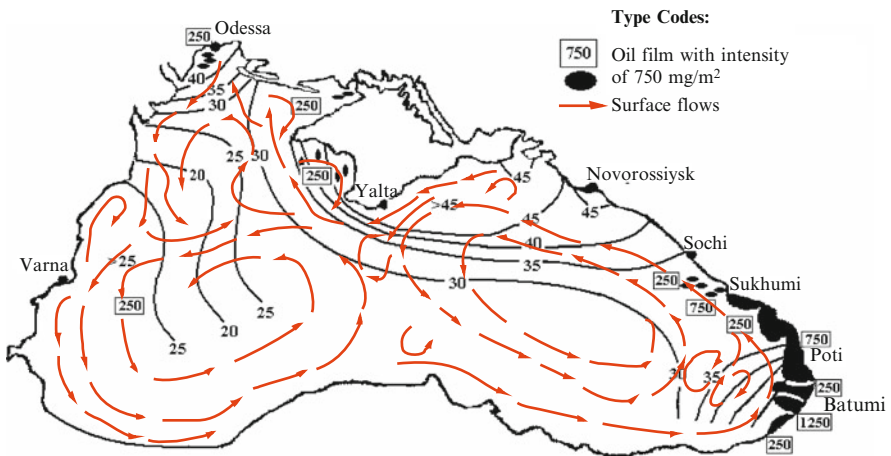 Type Codes:
750 Oil film with intensity
of 750 mg/m²
Surface flows
250 Odessa
40
35
30
250
25
30
20
250
Yalta
45
>45
45
45
Novorossiysk
40
35
30
Sochi
Varna
>25
250
25
20
25
250
750
Sukhumi
250
750
Poti
30
35
250
Batumi
1250
250